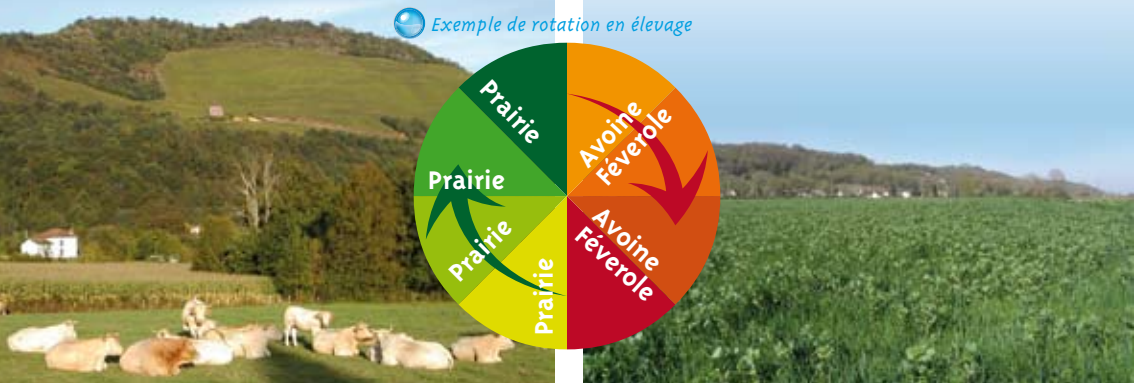 Exemple de rotation en élevage
Avoine
Féverole
Avoine
Féverole
Prairie
Prairie
Prairie
Prairie